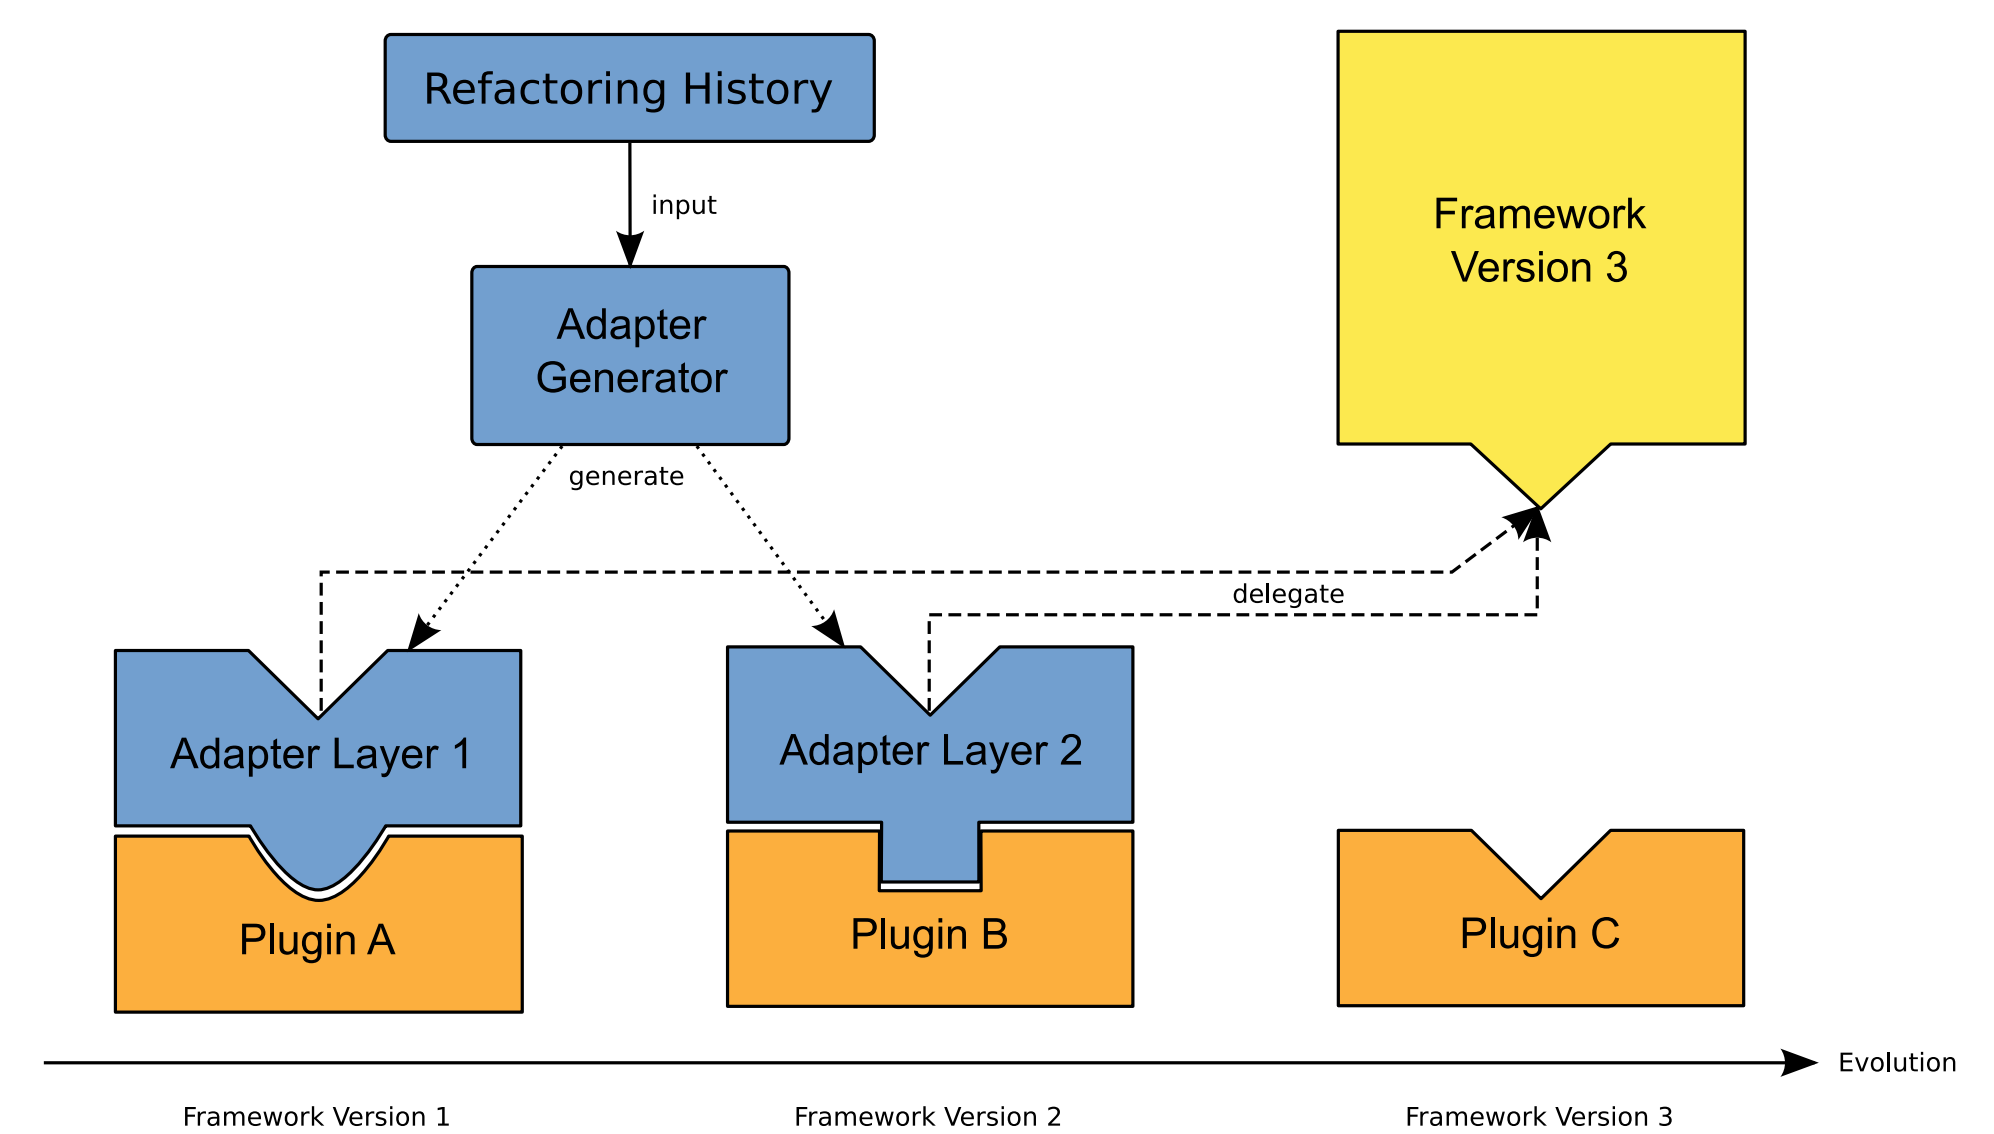 Refactoring History
input
Adapter
Generator
generate
Framework
Version 3
delegate
Adapter Layer 1
Adapter Layer 2
Plugin A
Plugin B
Plugin C
Evolution
Framework Version 1
Framework Version 2
Framework Version 3